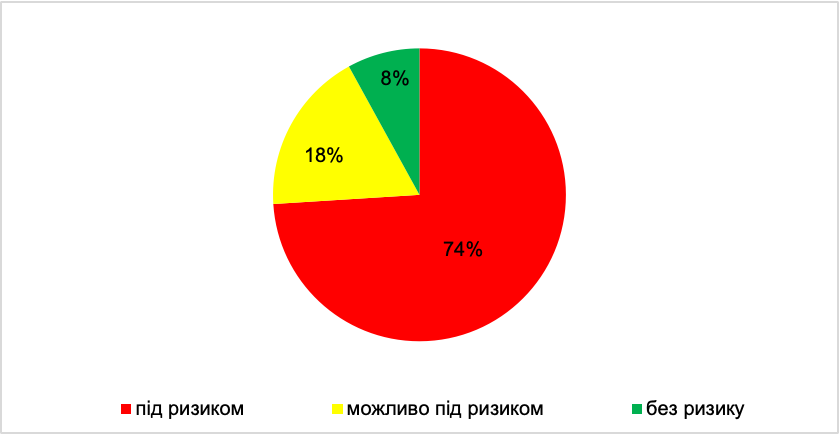 8%
18%
74%
під ризиком
можливо під ризиком
без ризику